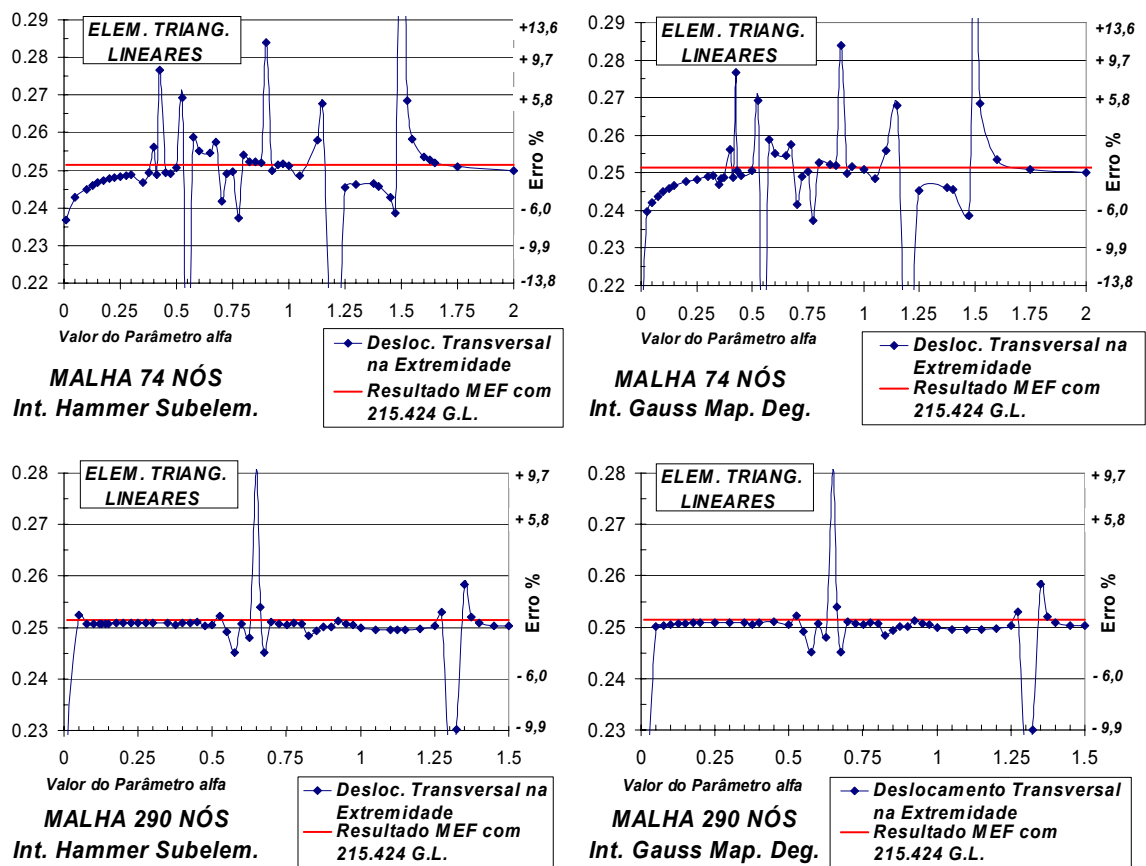 0.29
0.28
0.27
0.26
0.25
0.24
0.23
0.22
ELEM. TRIANG.
LINEARES
+13,6
+ 9,7
+ 5,8
Erro %
- 6,0
- 9,9
-13,8
0 0.25 0.5 0.75 1 1.25 1.5 1.75 2
Valor do Parâmetro alfa
MALHA 74 NÓS
Int. Hammer Subelem.
Desloc. Transversal
na Extremidade
Resultado MEF com
215.424 G.L.
0.29
0.28
0.27
0.26
0.25
0.24
0.23
0.22
ELEM. TRIANG.
LINEARES
+13,6
+ 9,7
+ 5,8
Erro %
- 6,0
- 9,9
-13,8
0 0.25 0.5 0.75 1 1.25 1.5 1.75 2
Valor do Parâmetro alfa
MALHA 74 NÓS
Int. Gauss Map. Deg.
Desloc. Transversal na
Extremidade
Resultado MEF com
215.424 G.L.
0.28
0.27
0.26
0.25
0.24
0.23
ELEM. TRIANG.
LINEARES
+ 9,7
+ 5,8
Erro %
- 6,0
- 9,9
0 0.25 0.5 0.75 1 1.25 1.5
Valor do Parâmetro alfa
MALHA 290 NÓS
Int. Hammer Subelem.
Desloc. Transversal na
Extremidade
Resultado MEF com
215.424 G.L.
0.28
0.27
0.26
0.25
0.24
0.23
ELEM. TRIANG.
LINEARES
+ 9,7
+ 5,8
Erro %
- 6,0
- 9,9
0 0.25 0.5 0.75 1 1.25 1.5
Valor do Parâmetro alfa
MALHA 290 NÓS
Int. Gauss Map. Deg.
Deslocamento Transversal
na Extremidade
Resultado MEF com
215.424 G.L.